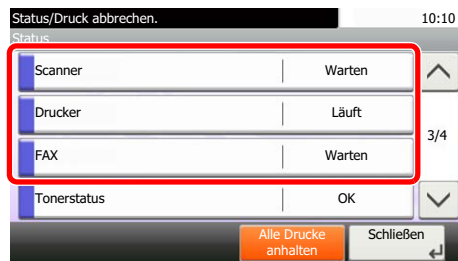 Status/Druck abbrechen. 10:10
Status
Scanner Warten
Drucker Läuft
3/4
FAX Warten
Tonerstatus OK
Alle Drucke anhalten Schließen